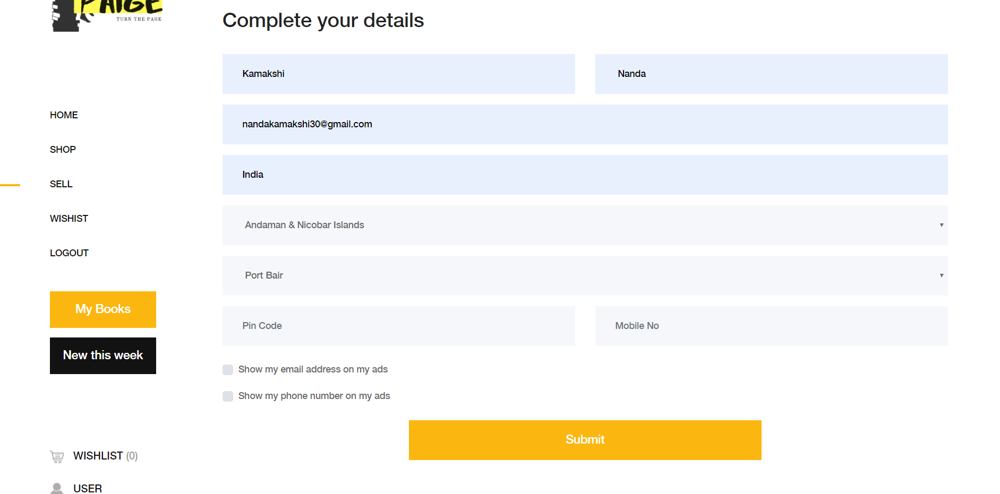 PAIGE
TURN THE PAGE
HOME
SHOP
SELL
WISHIST
LOGOUT
My Books
New this week
WISHLIST (0)
USER
Complete your details
Kamakshi
Nanda
nandakamakshi30@gmail.com
India
Andaman & Nicobar Islands
Port Bair
Pin Code
Mobile No
Show my email address on my ads
Show my phone number on my ads
Submit